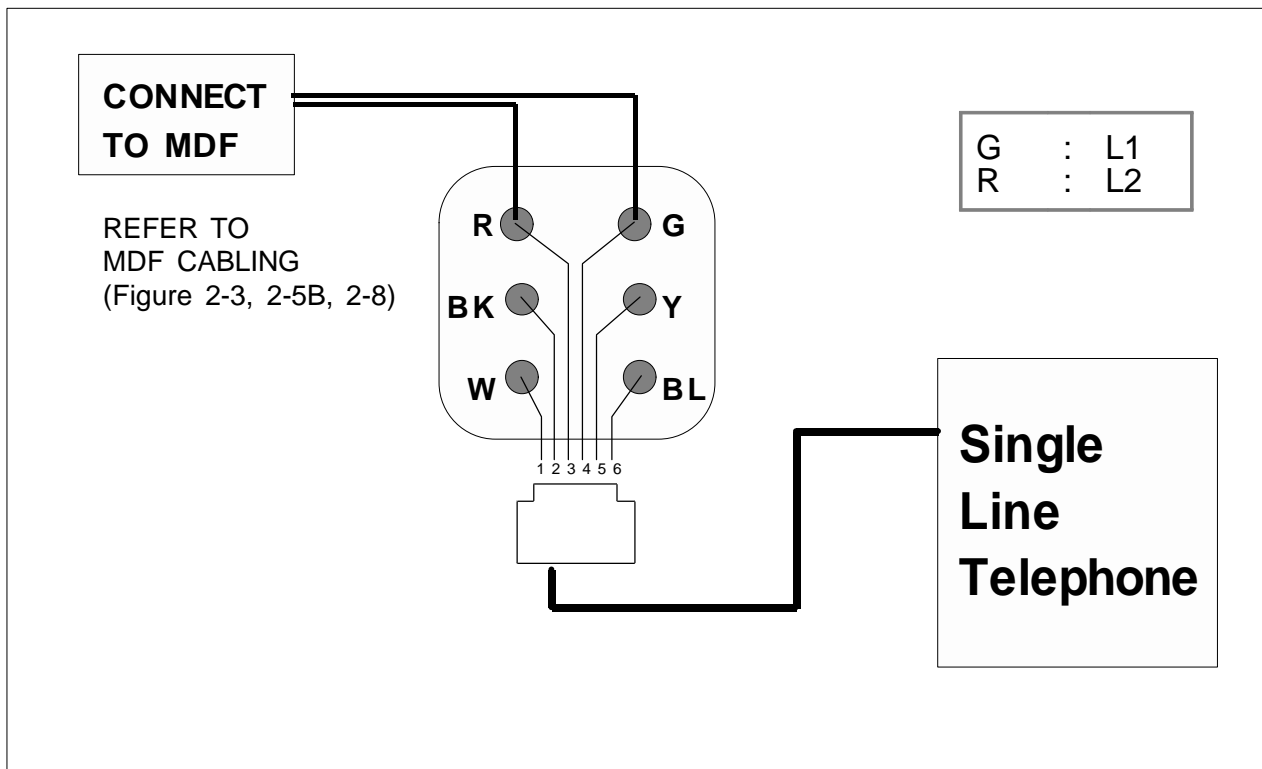 CONNECT
TO MDF
REFER TO
MDF CABLING
(Figure 2-3, 2-5B, 2-8)
G : L1
R : L2
R G
BK Y
W BL
1 2 3 4 5 6
Single
Line
Telephone